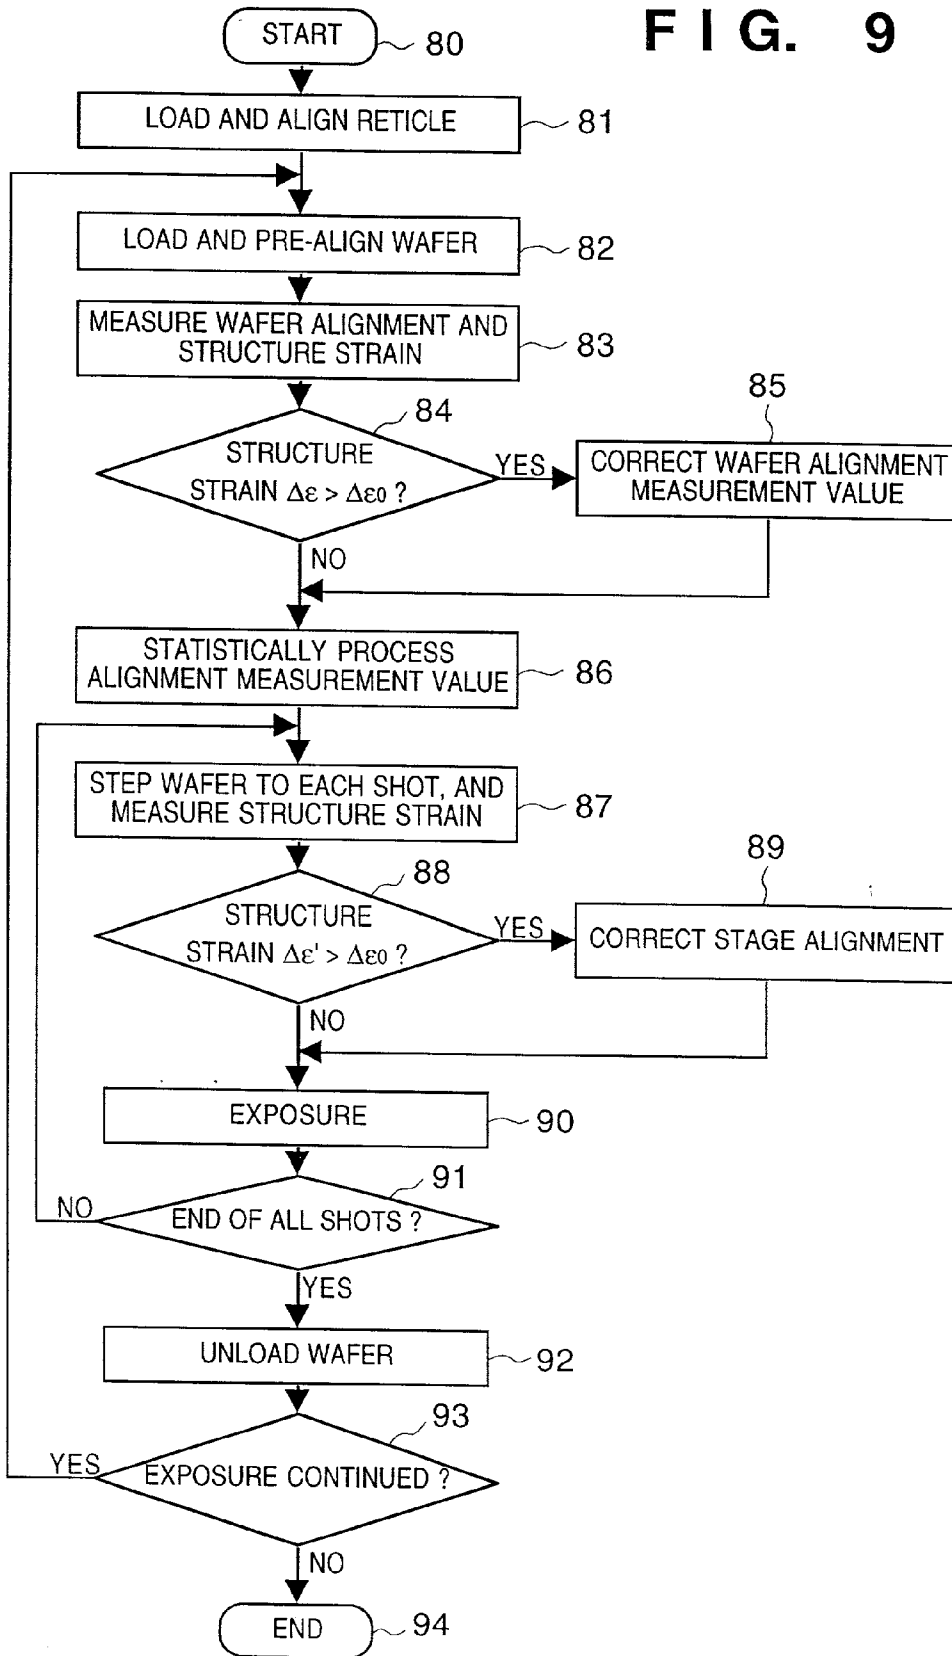 FIG. 9
START
80
LOAD AND ALIGN RETICLE
81
LOAD AND PRE-ALIGN WAFER
82
MEASURE WAFER ALIGNMENT AND
STRUCTURE STRAIN
83
84
STRUCTURE
STRAIN Δε > Δε0 ?
YES
85
CORRECT WAFER ALIGNMENT
MEASUREMENT VALUE
NO
STATISTICALLY PROCESS
ALIGNMENT MEASUREMENT VALUE
86
STEP WAFER TO EACH SHOT, AND
MEASURE STRUCTURE STRAIN
87
88
STRUCTURE
STRAIN Δε' > Δε0 ?
YES
89
CORRECT STAGE ALIGNMENT
NO
EXPOSURE
90
91
END OF ALL SHOTS ?
NO
YES
UNLOAD WAFER
92
93
EXPOSURE CONTINUED ?
YES
NO
END
94